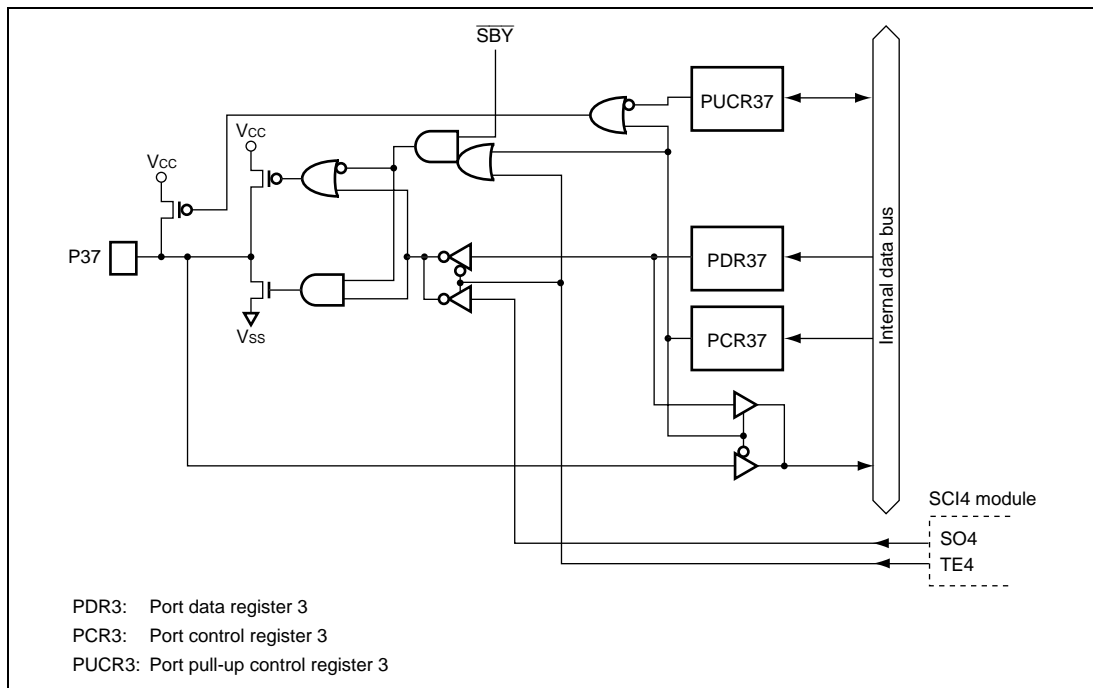 SBY
PUCR37
VCC
VCC
P37
PDR37
Internal data bus
PCR37
VSS
SCI4 module
SO4
TE4
PDR3: Port data register 3
PCR3: Port control register 3
PUCR3: Port pull-up control register 3